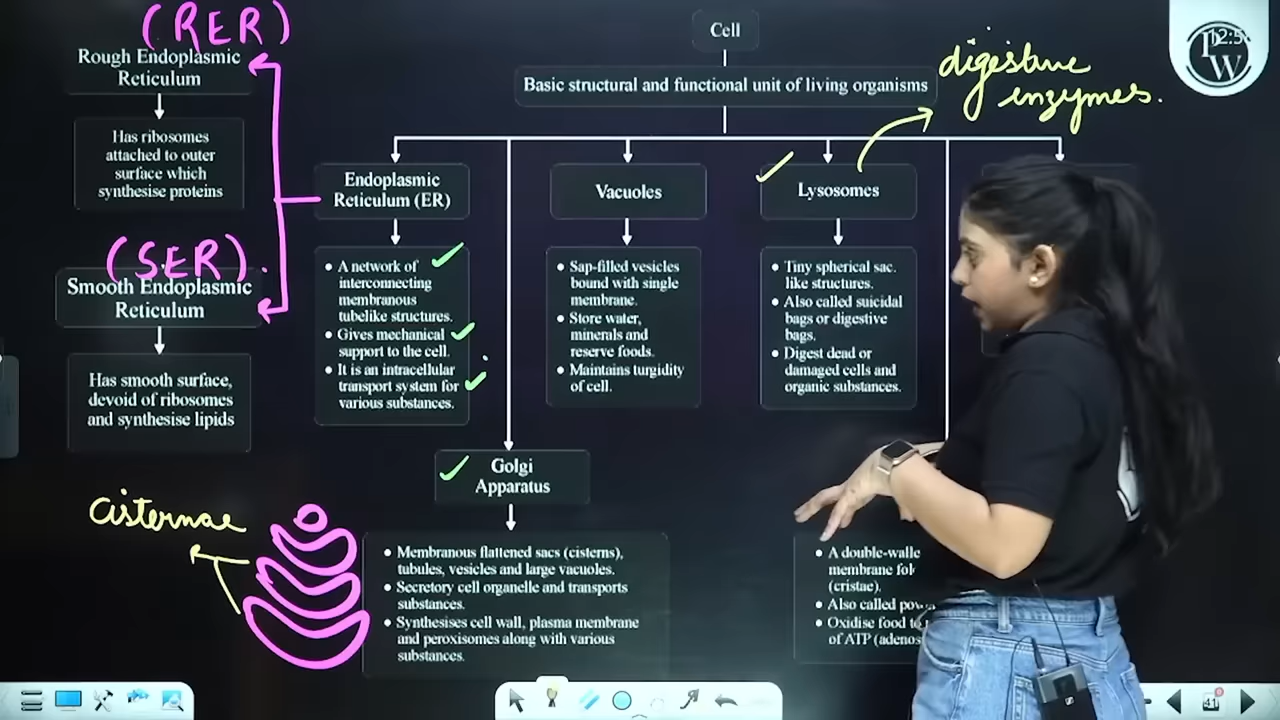 (RER)
Rough Endoplasmic
Reticulum
Has ribosomes
attached to outer
surface which
synthesise proteins
(SER).
Smooth Endoplasmic
Reticulum
Has smooth surface,
devoid of ribosomes
and synthesise lipids
Cell
Basic structural and functional unit of living organisms
digestive
enzymes.
Endoplasmic
Reticulum (ER)
• A network of
interconnecting
membranous
tubelike structures.
• Gives mechanical
support to the cell.
• It is an intracellular
transport system for
various substances.
Vacuoles
• Sap-filled vesicles
bound with single
membrane.
• Store water,
minerals and
reserve foods.
• Maintains turgidity
of cell.
Lysosomes
• Tiny spherical sac.
like structures.
• Also called suicidal
bags or digestive
bags.
• Digest dead or
damaged cells and
organic substances.
Golgi
Apparatus
Cisternae
• Membranous flattened sacs (cisterns),
tubules, vesicles and large vacuoles.
• Secretory cell organelle and transports
substances.
• Synthesises cell wall, plasma membrane
and peroxisomes along with various
substances.
• A double-walle
membrane fol
(cristae).
• Also called
• Oxidise food
of ATP (adenos
12:5
PW
41